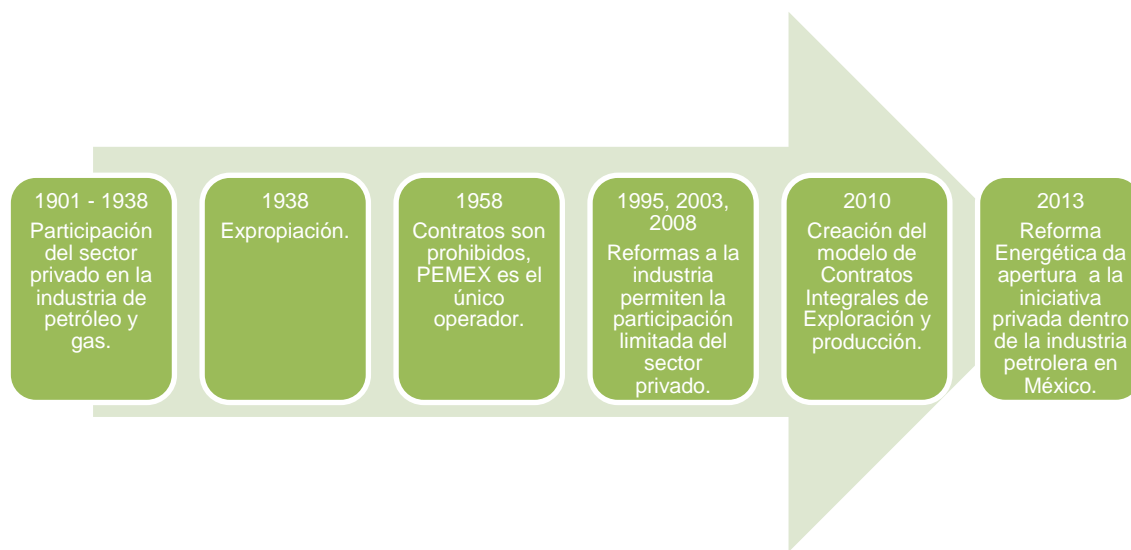 1901 - 1938
Participación
del sector
privado en la
industria de
petróleo y
gas.
1938
Expropiación.
1958
Contratos son
prohibidos,
PEMEX es el
único
operador.
1995, 2003,
2008
Reformas a la
industria
permiten la
participación
limitada del
sector
privado.
2010
Creación del
modelo de
Contratos
Integrales de
Exploración y
producción.
2013
Reforma
Energética da
apertura a la
iniciativa
privada dentro
de la industria
petrolera en
México.